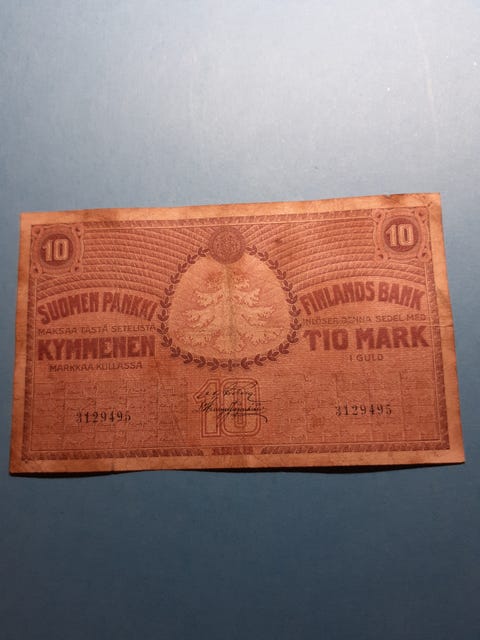 10
10
SUOMEN PANKKI
MAKSAA TÄSTÄ SETELISTÄ
KYMMENEN
MARKKAA KULLASSA
FINLANDS BANK
INLÖSER DENNA SEDEL MED
TIO MARK
I GULD
10
3129495
3129495